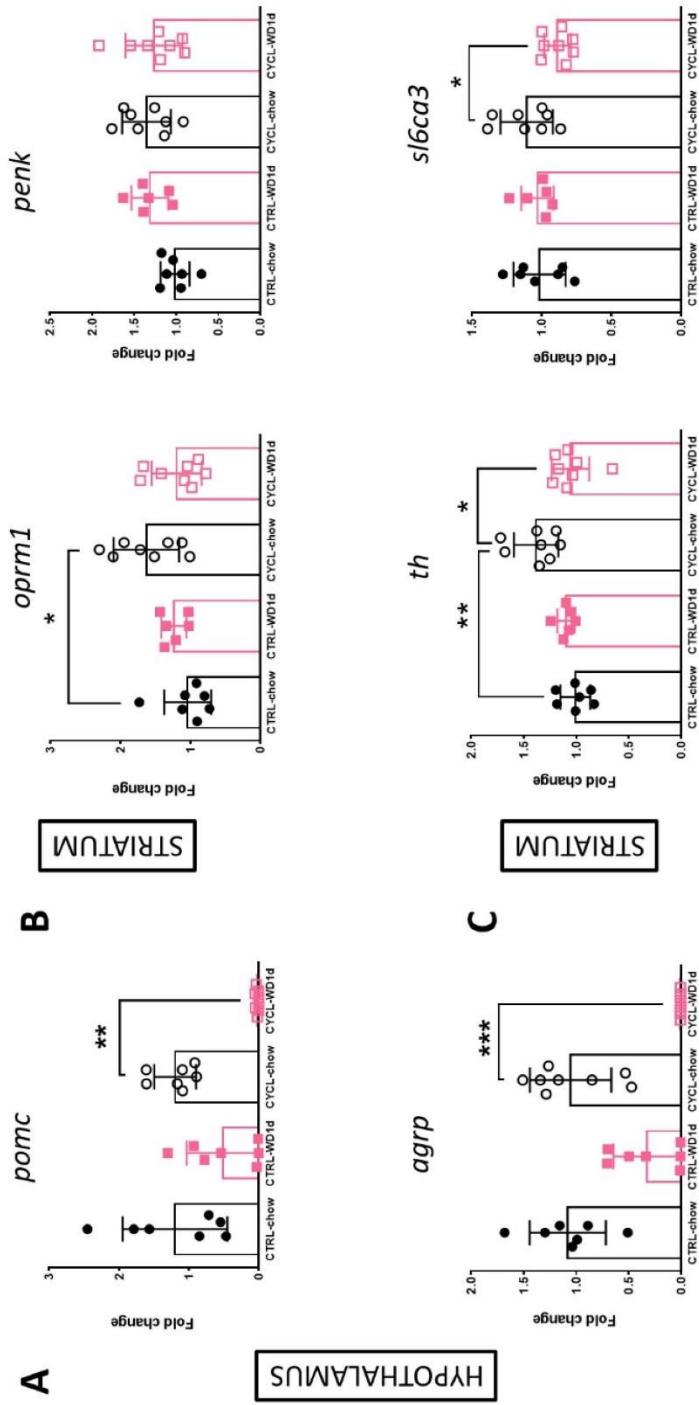 A
HYPOTHALAMUS
pomc
Fold change
3
2
1
0
**
CTRL-chow
CTRL-WD1d
CYCL-chow
CYCL-WD1d
agrp
Fold change
2.0
1.5
1.0
0.5
0.0
***
CTRL-chow
CTRL-WD1d
CYCL-chow
CYCL-WD1d
B
STRIATUM
oprm1
Fold change
3
2
1
0
*
CTRL-chow
CTRL-WD1d
CYCL-chow
CYCL-WD1d
penk
Fold change
2.5
2.0
1.5
1.0
0.5
0.0
CTRL-chow
CTRL-WD1d
CYCL-chow
CYCL-WD1d
C
STRIATUM
th
Fold change
2.0
1.5
1.0
0.5
0.0
**
*
CTRL-chow
CTRL-WD1d
CYCL-chow
CYCL-WD1d
sl6ca3
Fold change
1.5
1.0
0.5
0.0
*
CTRL-chow
CTRL-WD1d
CYCL-chow
CYCL-WD1d